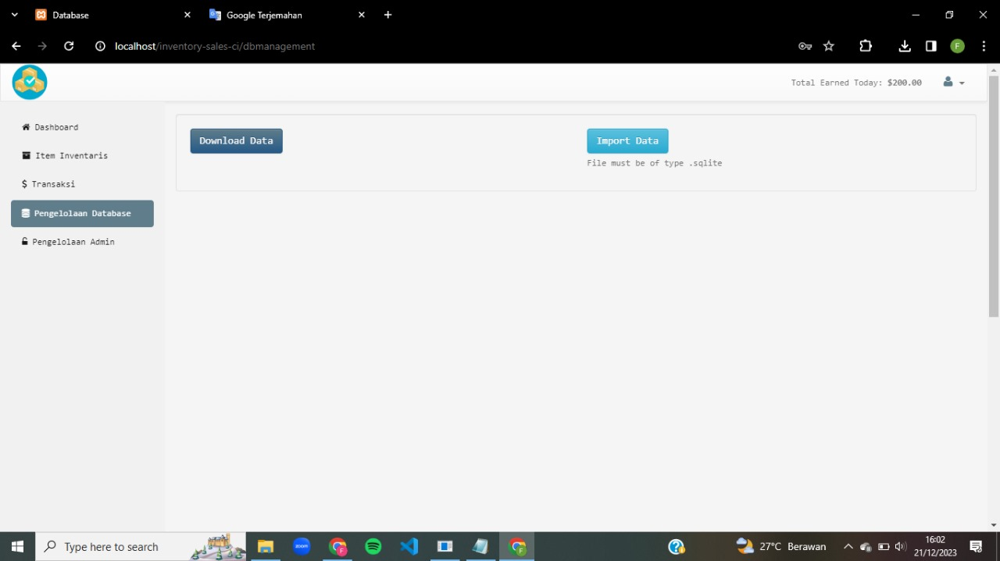 Database
Google Terjemahan
localhost/inventory-sales-ci/dbmanagement
F
Total Earned Today: $200.00
Dashboard
Item Inventaris
$ Transaksi
Pengelolaan Database
Pengelolaan Admin
Download Data
Import Data
File must be of type .sqlite
Type here to search
zoom
F
F
27°C Berawan
16:02
21/12/2023